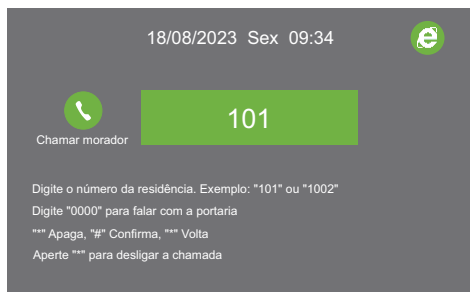 18/08/2023 Sex 09:34
101
Chamar morador
Digite o número da residência. Exemplo: "101" ou "1002"
Digite "0000" para falar com a portaria
"*" Apaga, "#" Confirma, "*" Volta
Aperte "*" para desligar a chamada